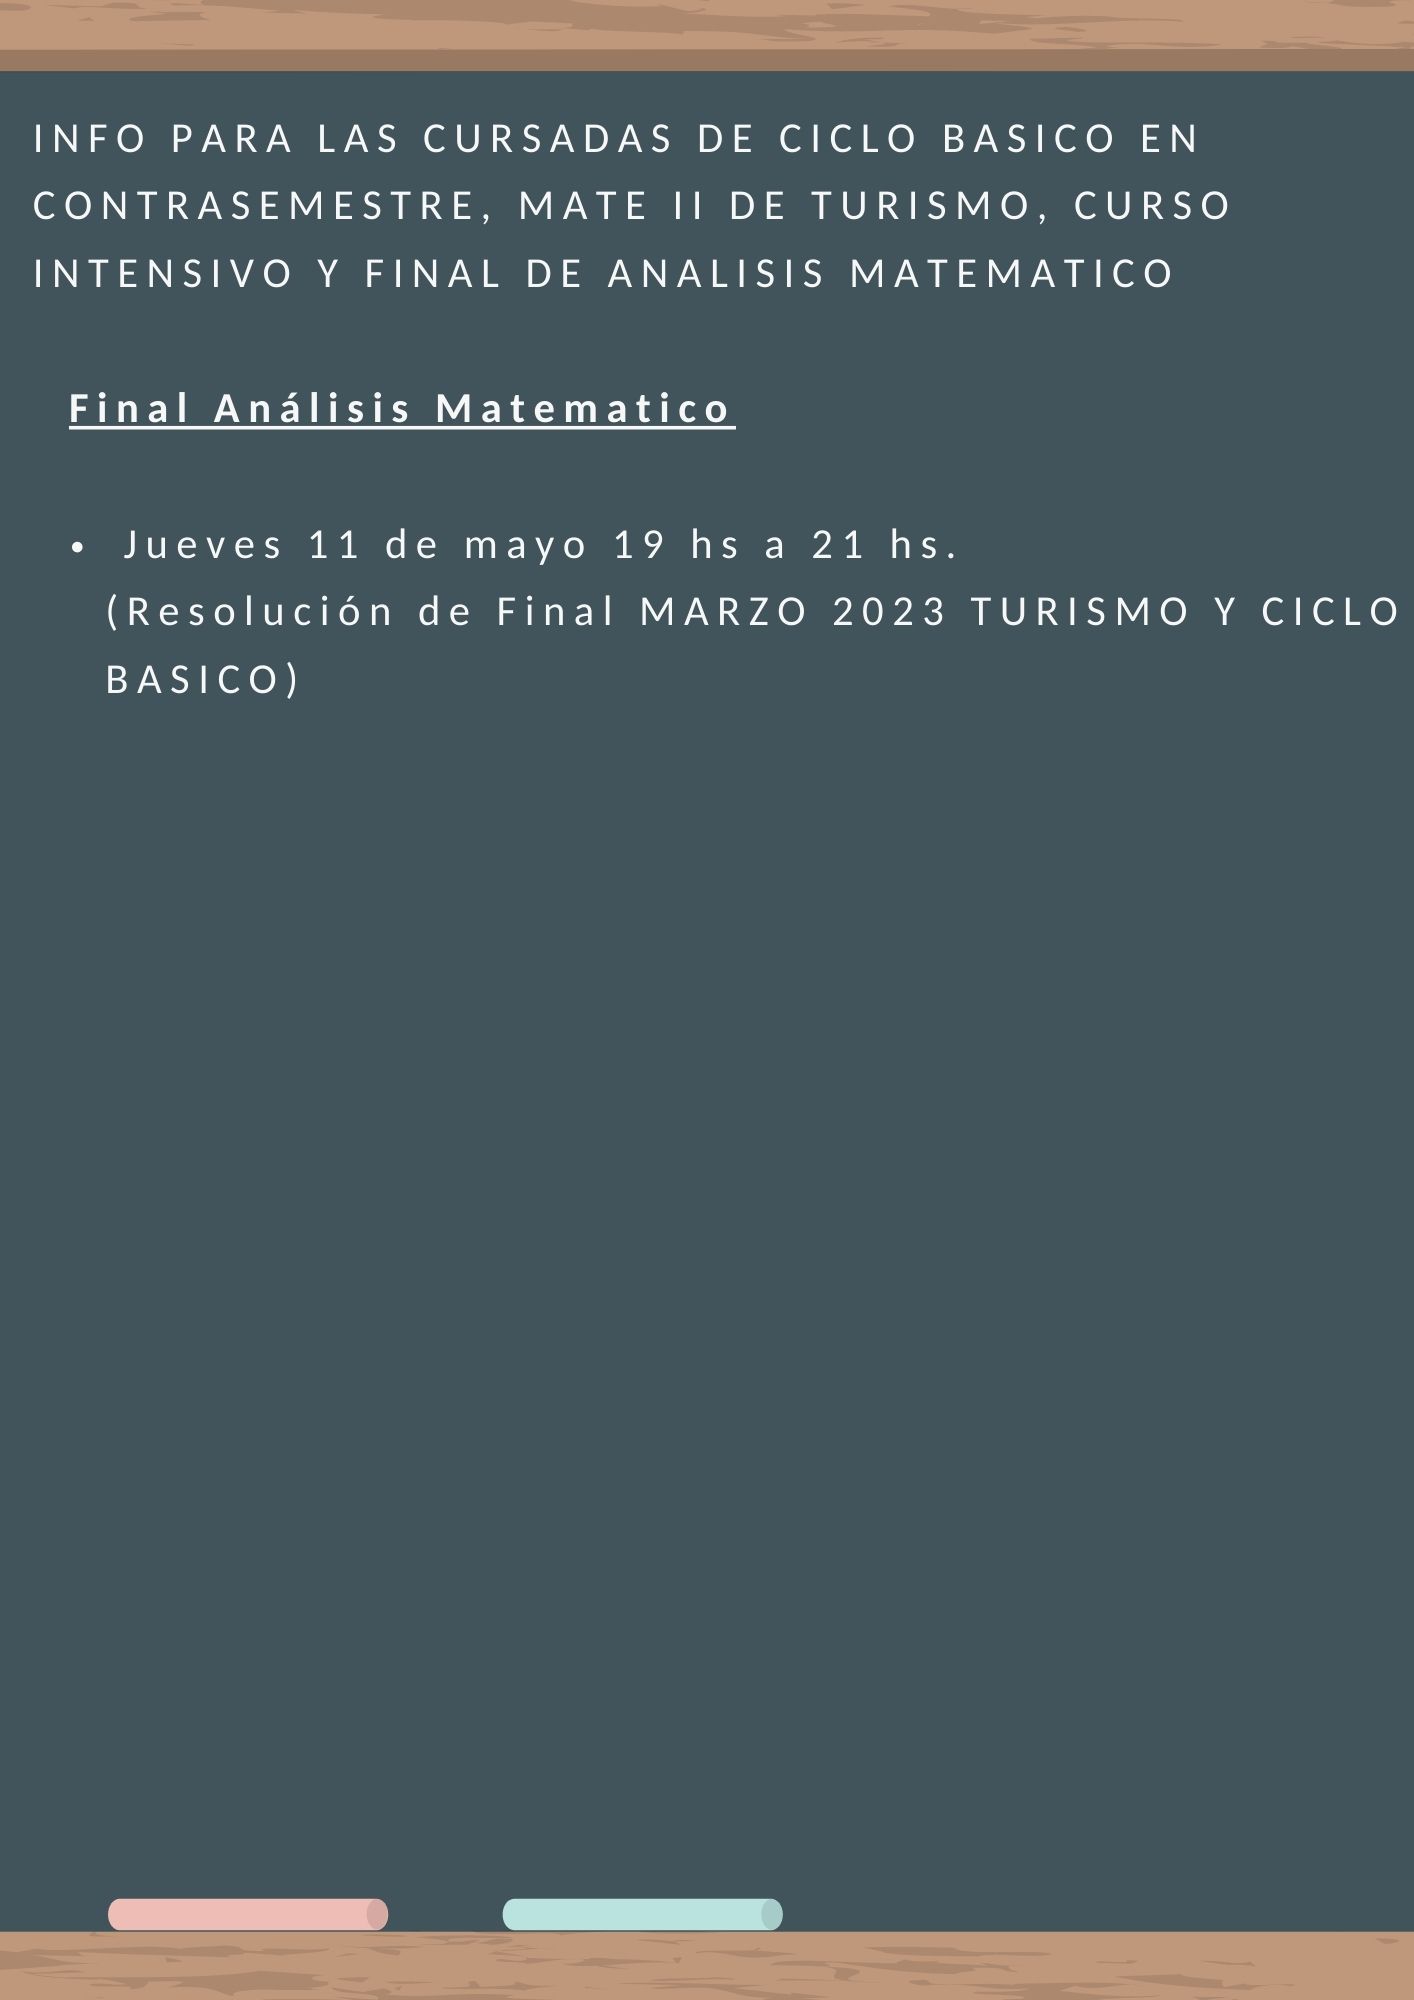 INFO PARA LAS CURSADAS DE CICLO BASICO EN
CONTRASEMESTRE, MATE II DE TURISMO, CURSO
INTENSIVO Y FINAL DE ANALISIS MATEMATICO
Final Análisis Matematico
• Jueves 11 de mayo 19 hs a 21 hs.
(Resolución de Final MARZO 2023 TURISMO Y CICLO
BASICO)